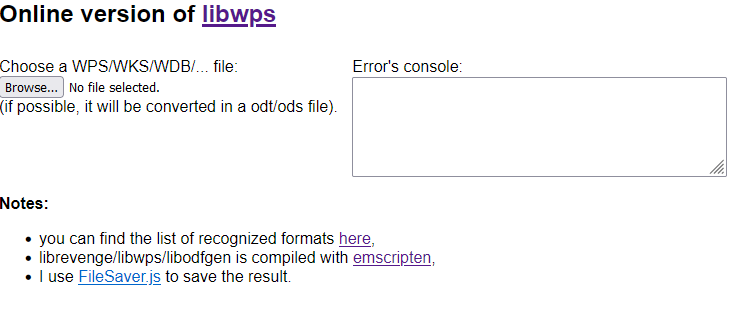 Online version of libwps
Choose a WPS/WKS/WDB/... file:
Browse... No file selected.
(if possible, it will be converted in a odt/ods file).
Error's console:
Notes:
• you can find the list of recognized formats here,
• librevenge/libwps/libodfgen is compiled with emscripten,
• I use FileSaver.js to save the result.